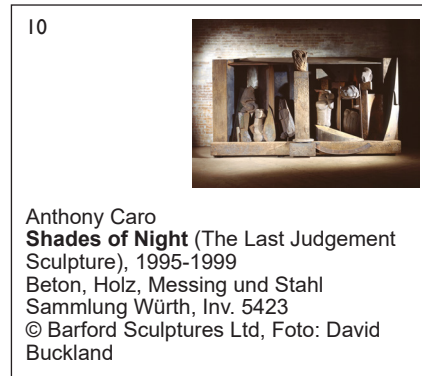 10
Anthony Caro
Shades of Night (The Last Judgement
Sculpture), 1995-1999
Beton, Holz, Messing und Stahl
Sammlung Würth, Inv. 5423
© Barford Sculptures Ltd, Foto: David
Buckland